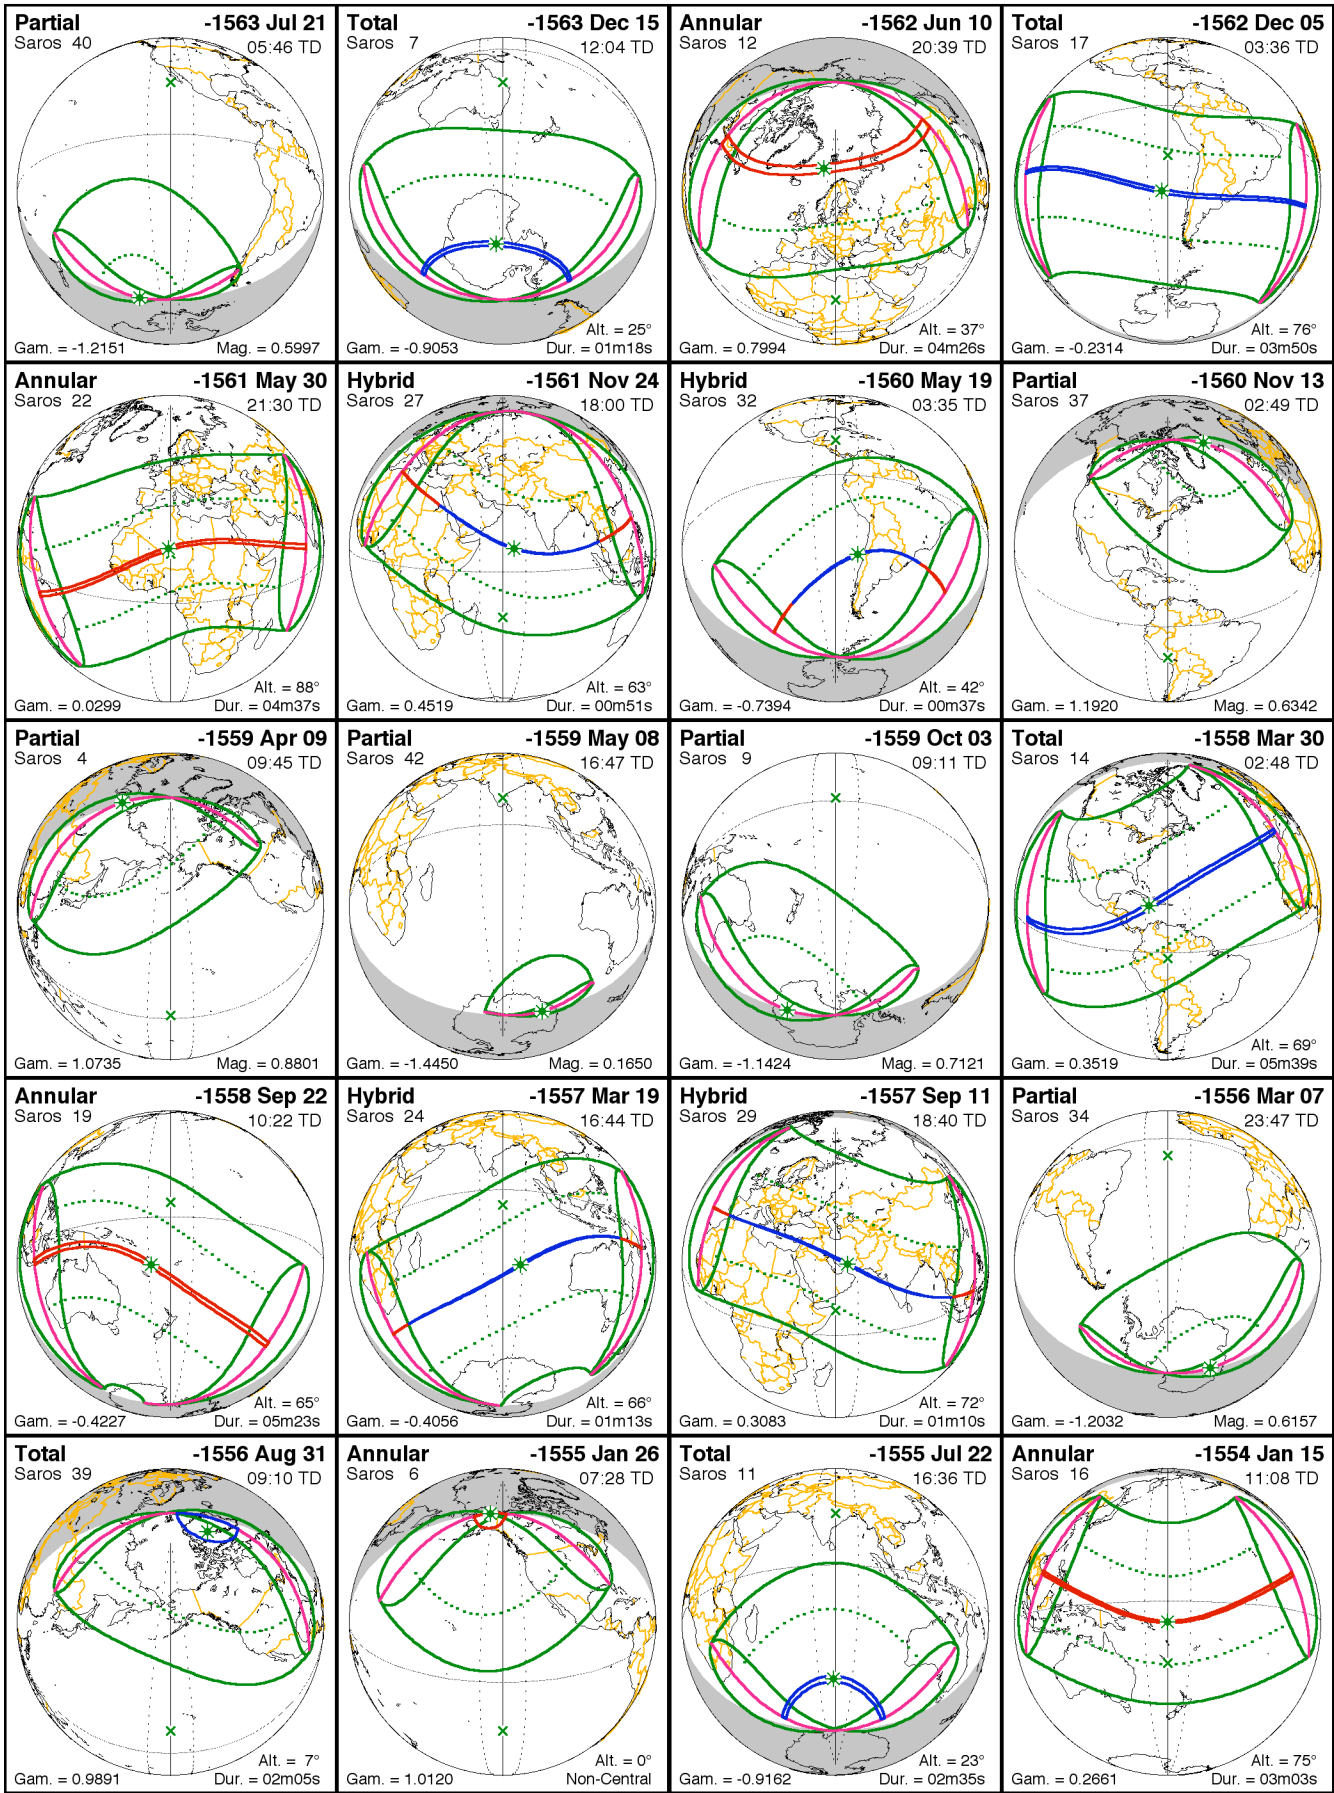 Partial -1563 Jul 21
Saros 40 05:46 TD
Gam. = -1.2151 Mag. = 0.5997
Total -1563 Dec 15
Saros 7 12:04 TD
Alt. = 25°
Gam. = -0.9053 Dur. = 01m18s
Annular -1562 Jun 10
Saros 12 20:39 TD
Alt. = 37°
Gam. = 0.7994 Dur. = 04m26s
Total -1562 Dec 05
Saros 17 03:36 TD
Alt. = 76°
Gam. = -0.2314 Dur. = 03m50s
Annular -1561 May 30
Saros 22 21:30 TD
Alt. = 88°
Gam. = 0.0299 Dur. = 04m37s
Hybrid -1561 Nov 24
Saros 27 18:00 TD
Alt. = 63°
Gam. = 0.4519 Dur. = 00m51s
Hybrid -1560 May 19
Saros 32 03:35 TD
Alt. = 42°
Gam. = -0.7394 Dur. = 00m37s
Partial -1560 Nov 13
Saros 37 02:49 TD
Gam. = 1.1920 Mag. = 0.6342
Partial -1559 Apr 09
Saros 4 09:45 TD
Gam. = 1.0735 Mag. = 0.8801
Partial -1559 May 08
Saros 42 16:47 TD
Gam. = -1.4450 Mag. = 0.1650
Partial -1559 Oct 03
Saros 9 09:11 TD
Gam. = -1.1424 Mag. = 0.7121
Total -1558 Mar 30
Saros 14 02:48 TD
Alt. = 69°
Gam. = 0.3519 Dur. = 05m39s
Annular -1558 Sep 22
Saros 19 10:22 TD
Alt. = 65°
Gam. = -0.4227 Dur. = 05m23s
Hybrid -1557 Mar 19
Saros 24 16:44 TD
Alt. = 66°
Gam. = -0.4056 Dur. = 01m13s
Hybrid -1557 Sep 11
Saros 29 18:40 TD
Alt. = 72°
Gam. = 0.3083 Dur. = 01m10s
Partial -1556 Mar 07
Saros 34 23:47 TD
Gam. = -1.2032 Mag. = 0.6157
Total -1556 Aug 31
Saros 39 09:10 TD
Alt. = 7°
Gam. = 0.9891 Dur. = 02m05s
Annular -1555 Jan 26
Saros 6 07:28 TD
Alt. = 0°
Gam. = 1.0120 Non-Central
Total -1555 Jul 22
Saros 11 16:36 TD
Alt. = 23°
Gam. = -0.9162 Dur. = 02m35s
Annular -1554 Jan 15
Saros 16 11:08 TD
Alt. = 75°
Gam. = 0.2661 Dur. = 03m03s